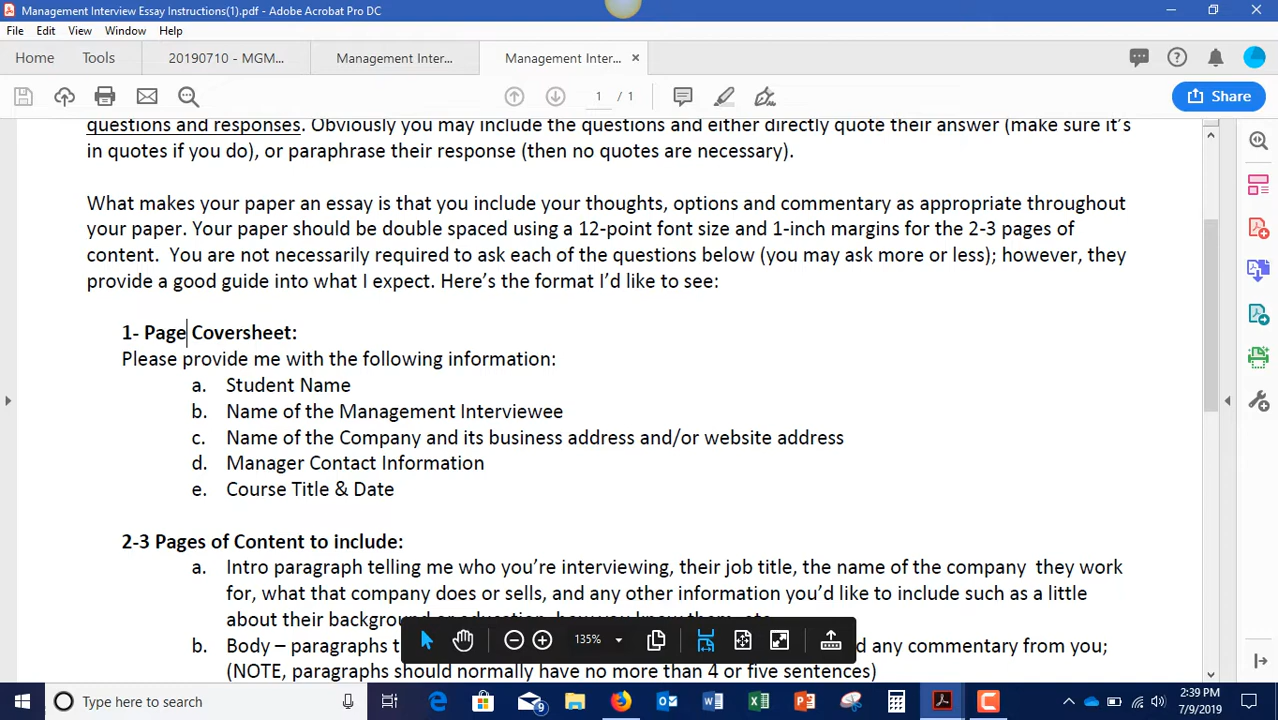 Management Interview Essay Instructions(1).pdf - Adobe Acrobat Pro DC
File Edit View Window Help
Home Tools 20190710 - MGM... Management Inter... Management Inter... ×
1 / 1 Share
questions and responses. Obviously you may include the questions and either directly quote their answer (make sure it's
in quotes if you do), or paraphrase their response (then no quotes are necessary).
What makes your paper an essay is that you include your thoughts, options and commentary as appropriate throughout
your paper. Your paper should be double spaced using a 12-point font size and 1-inch margins for the 2-3 pages of
content. You are not necessarily required to ask each of the questions below (you may ask more or less); however, they
provide a good guide into what I expect. Here's the format I'd like to see:
1- Page Coversheet:
Please provide me with the following information:
a. Student Name
b. Name of the Management Interviewee
c. Name of the Company and its business address and/or website address
d. Manager Contact Information
e. Course Title & Date
2-3 Pages of Content to include:
a. Intro paragraph telling me who you're interviewing, their job title, the name of the company they work
for, what that company does or sells, and any other information you'd like to include such as a little
about their background or education, how you know them, etc.
b. Body – paragraphs d any commentary from you;
(NOTE, paragraphs should normally have no more than 4 or five sentences)
135%
Type here to search
9
2:39 PM
7/9/2019